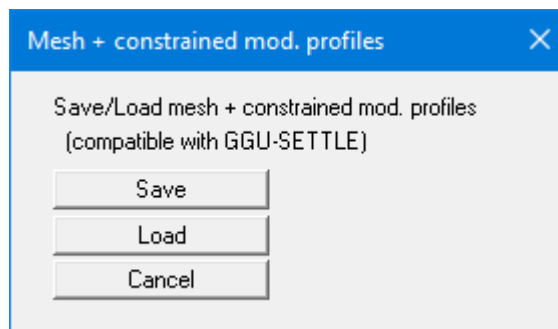 Mesh + constrained mod. profiles
Save/Load mesh + constrained mod. profiles
(compatible with GGU-SETTLE)
Save
Load
Cancel